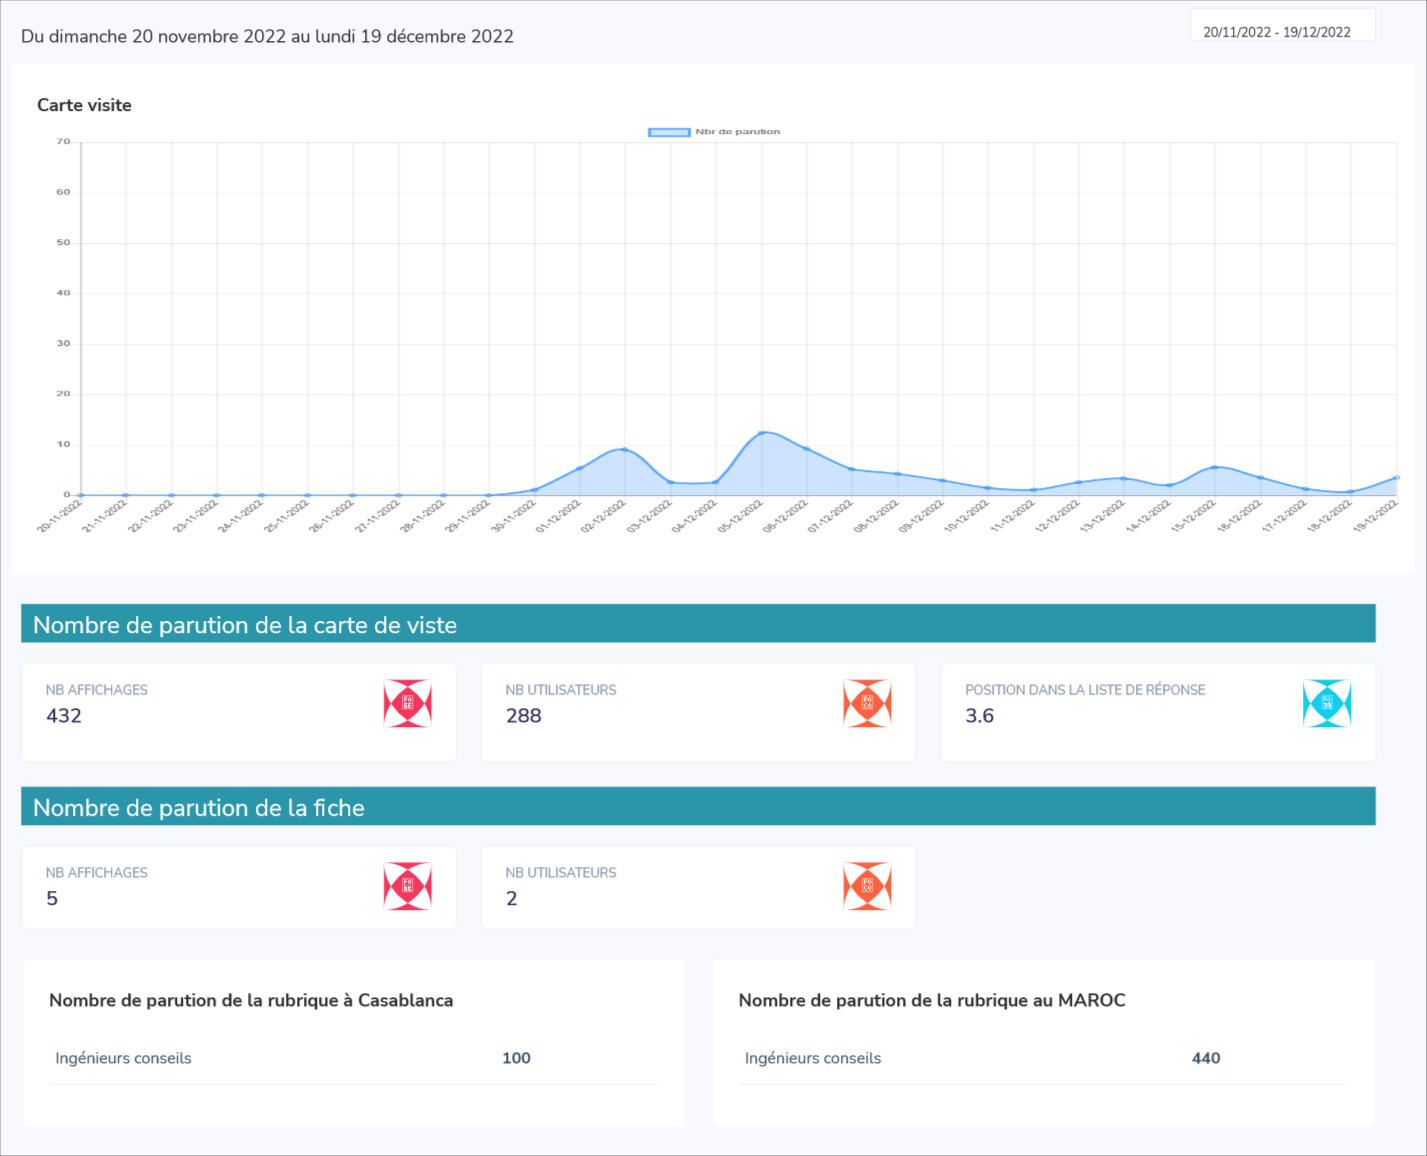 Du dimanche 20 novembre 2022 au lundi 19 décembre 2022
20/11/2022 - 19/12/2022
Carte visite
Nbr de parution
70
60
50
40
30
20
10
0
20-11-2022
21-11-2022
22-11-2022
23-11-2022
24-11-2022
25-11-2022
26-11-2022
27-11-2022
28-11-2022
29-11-2022
30-11-2022
01-12-2022
02-12-2022
03-12-2022
04-12-2022
05-12-2022
06-12-2022
07-12-2022
08-12-2022
09-12-2022
10-12-2022
11-12-2022
12-12-2022
13-12-2022
14-12-2022
15-12-2022
16-12-2022
17-12-2022
18-12-2022
19-12-2022
Nombre de parution de la carte de viste
NB AFFICHAGES
432
NB UTILISATEURS
288
POSITION DANS LA LISTE DE RÉPONSE
3.6
Nombre de parution de la fiche
NB AFFICHAGES
5
NB UTILISATEURS
2
Nombre de parution de la rubrique à Casablanca
Ingénieurs conseils 100
Nombre de parution de la rubrique au MAROC
Ingénieurs conseils 440